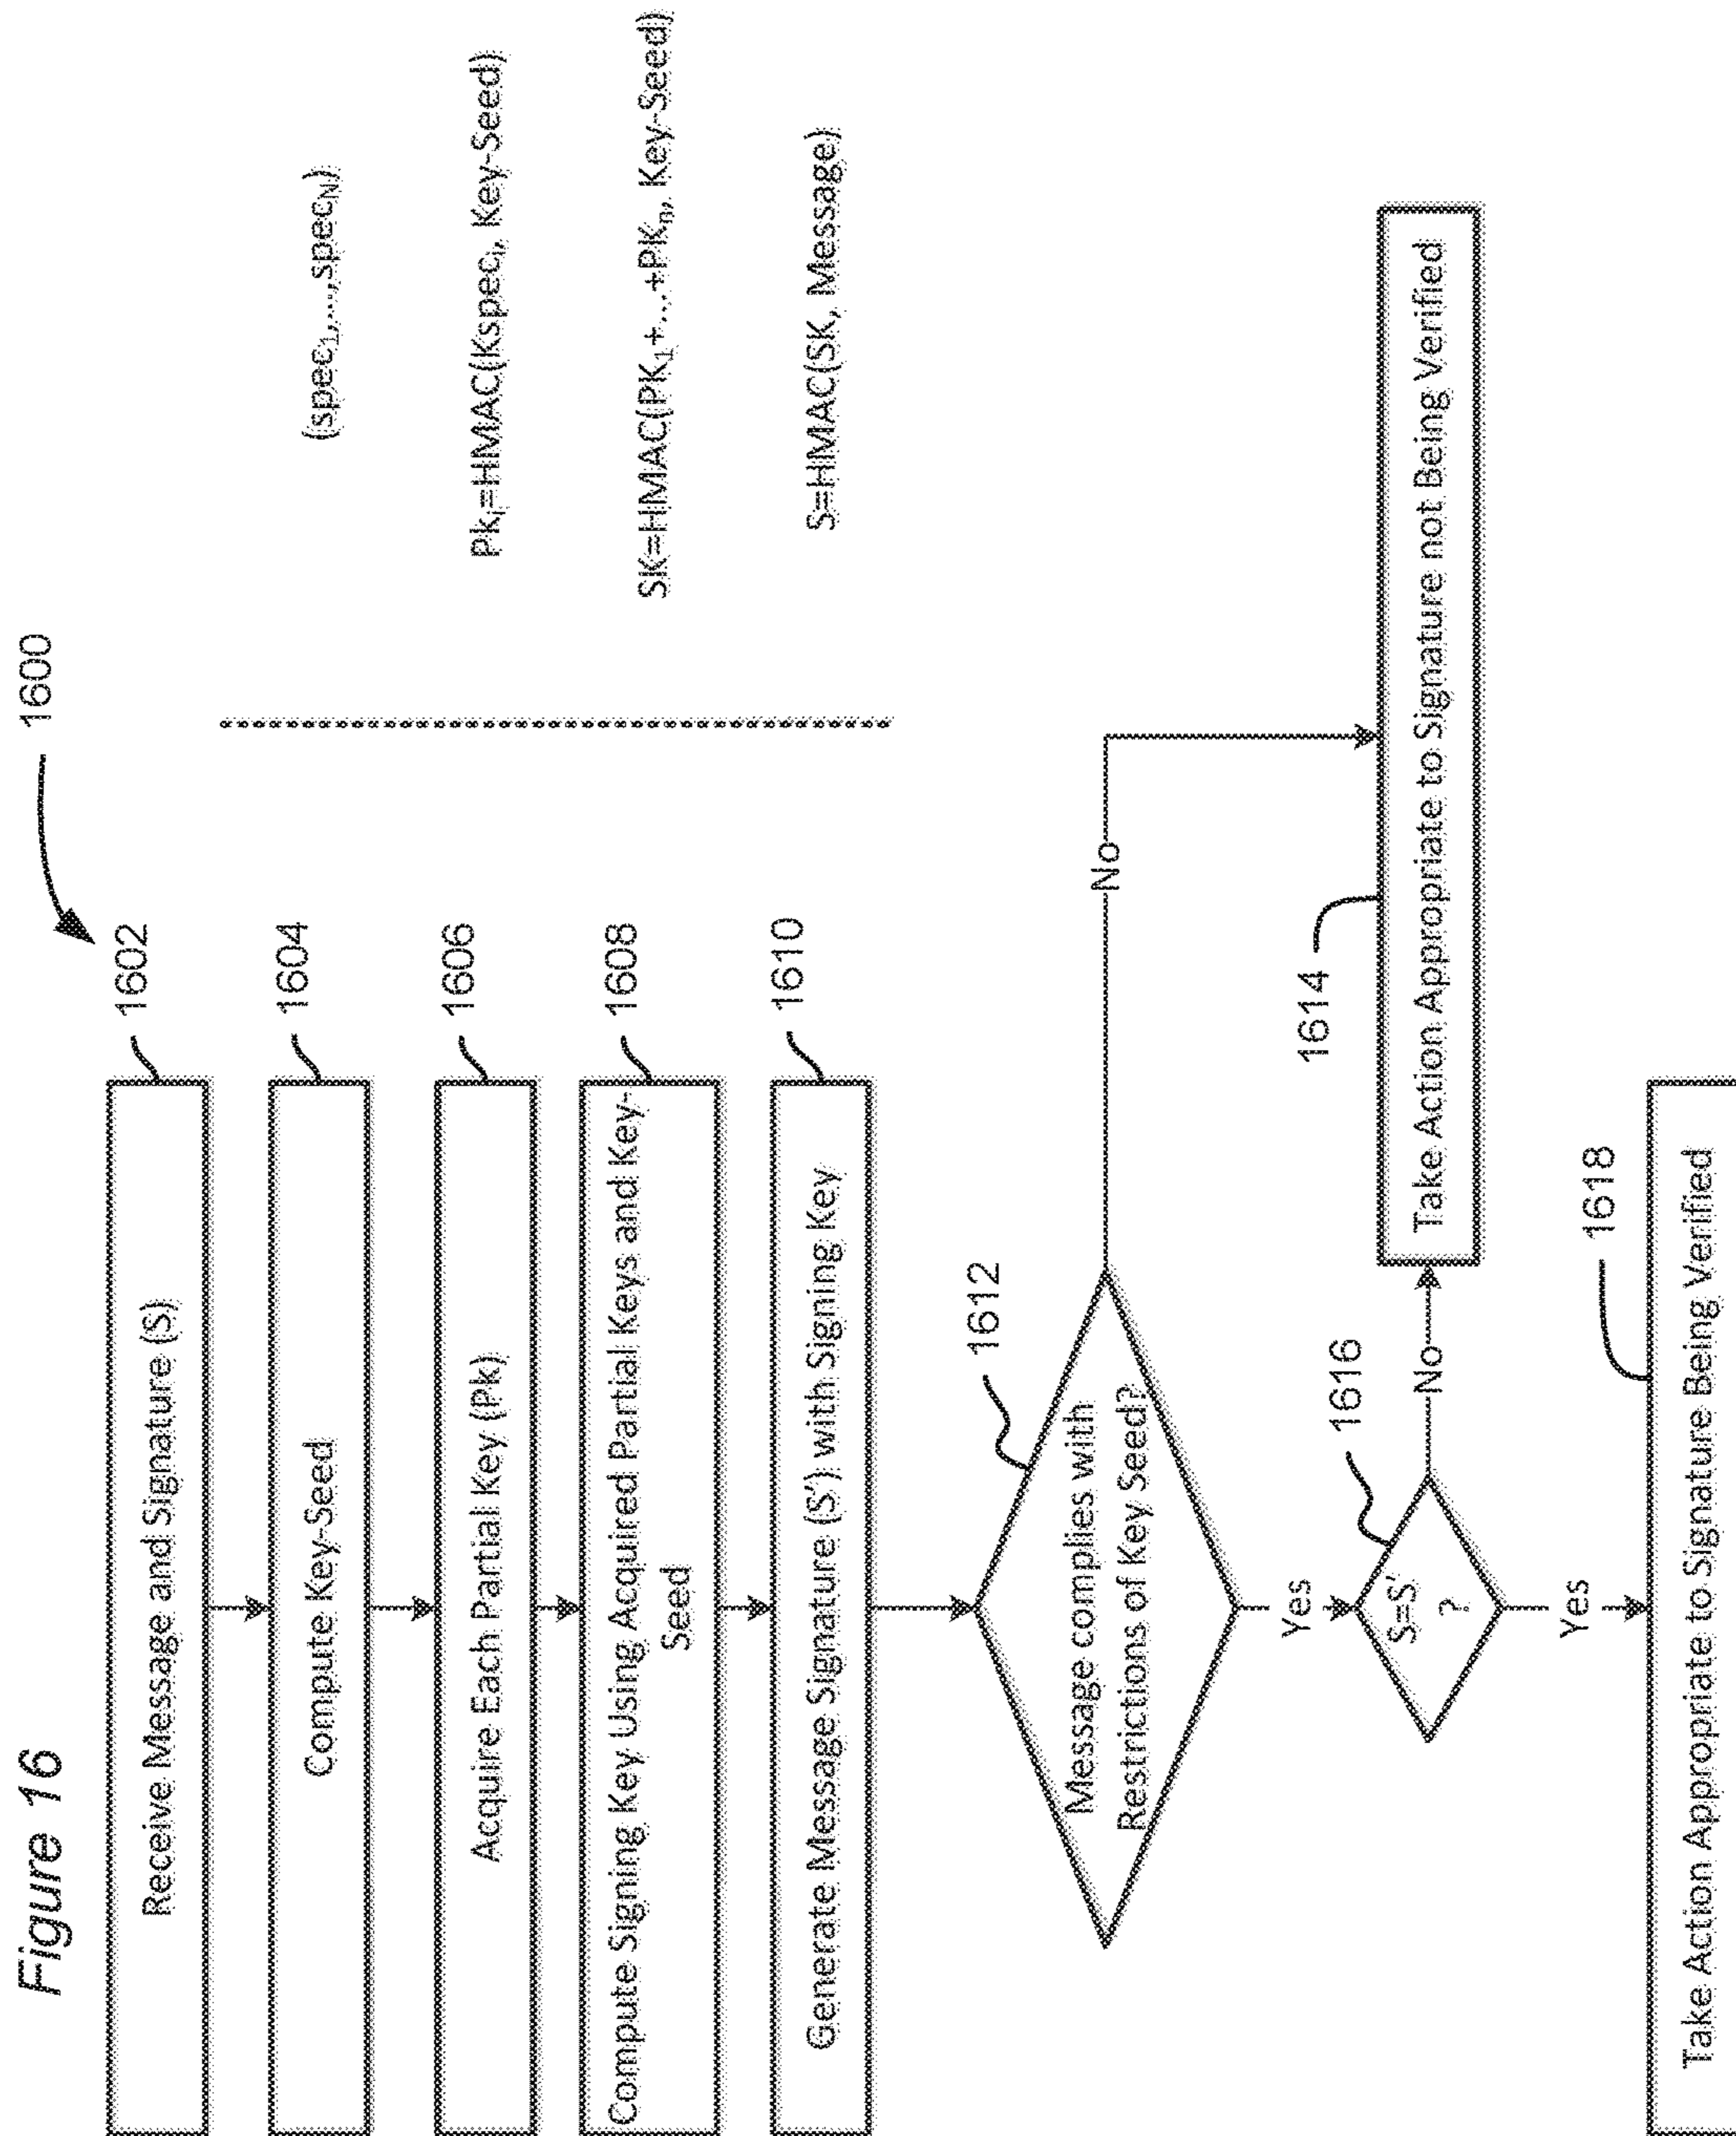 Figure 16
1600
Receive Message and Signature (S)
1602
Compute Key-Seed
1604
(spec₁,...,specN)
Acquire Each Partial Key (Pk)
1606
Pkᵢ=HMAC(Kspecᵢ, Key-Seed)
Compute Signing Key Using Acquired Partial Keys and Key-
Seed
1608
SK=HMAC(PK₁+...+PKₙ, Key-Seed)
Generate Message Signature (S') with Signing Key
1610
S=HMAC(SK, Message)
Message complies with
Restrictions of Key Seed?
1612
No
Yes
S=S'
?
1616
No
1614
Take Action Appropriate to Signature not Being Verified
Yes
1618
Take Action Appropriate to Signature Being Verified